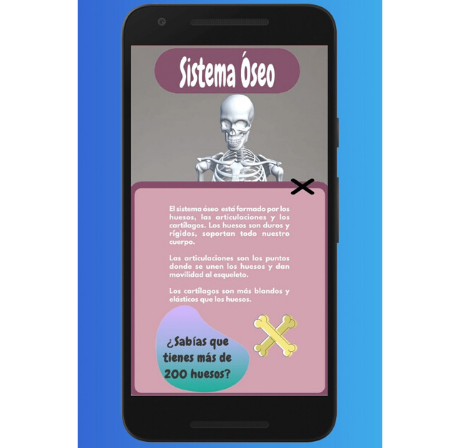 Sistema Óseo
El sistema óseo está formado por los
huesos, las articulaciones y los
cartílagos. Los huesos son duros y
rígidos, soportan todo nuestro
cuerpo.
Las articulaciones son los puntos
donde se unen los huesos y dan
movilidad al esqueleto.
Los cartílagos son más blandos y
elásticos que los huesos.
¿Sabías que
tienes más de
200 huesos?